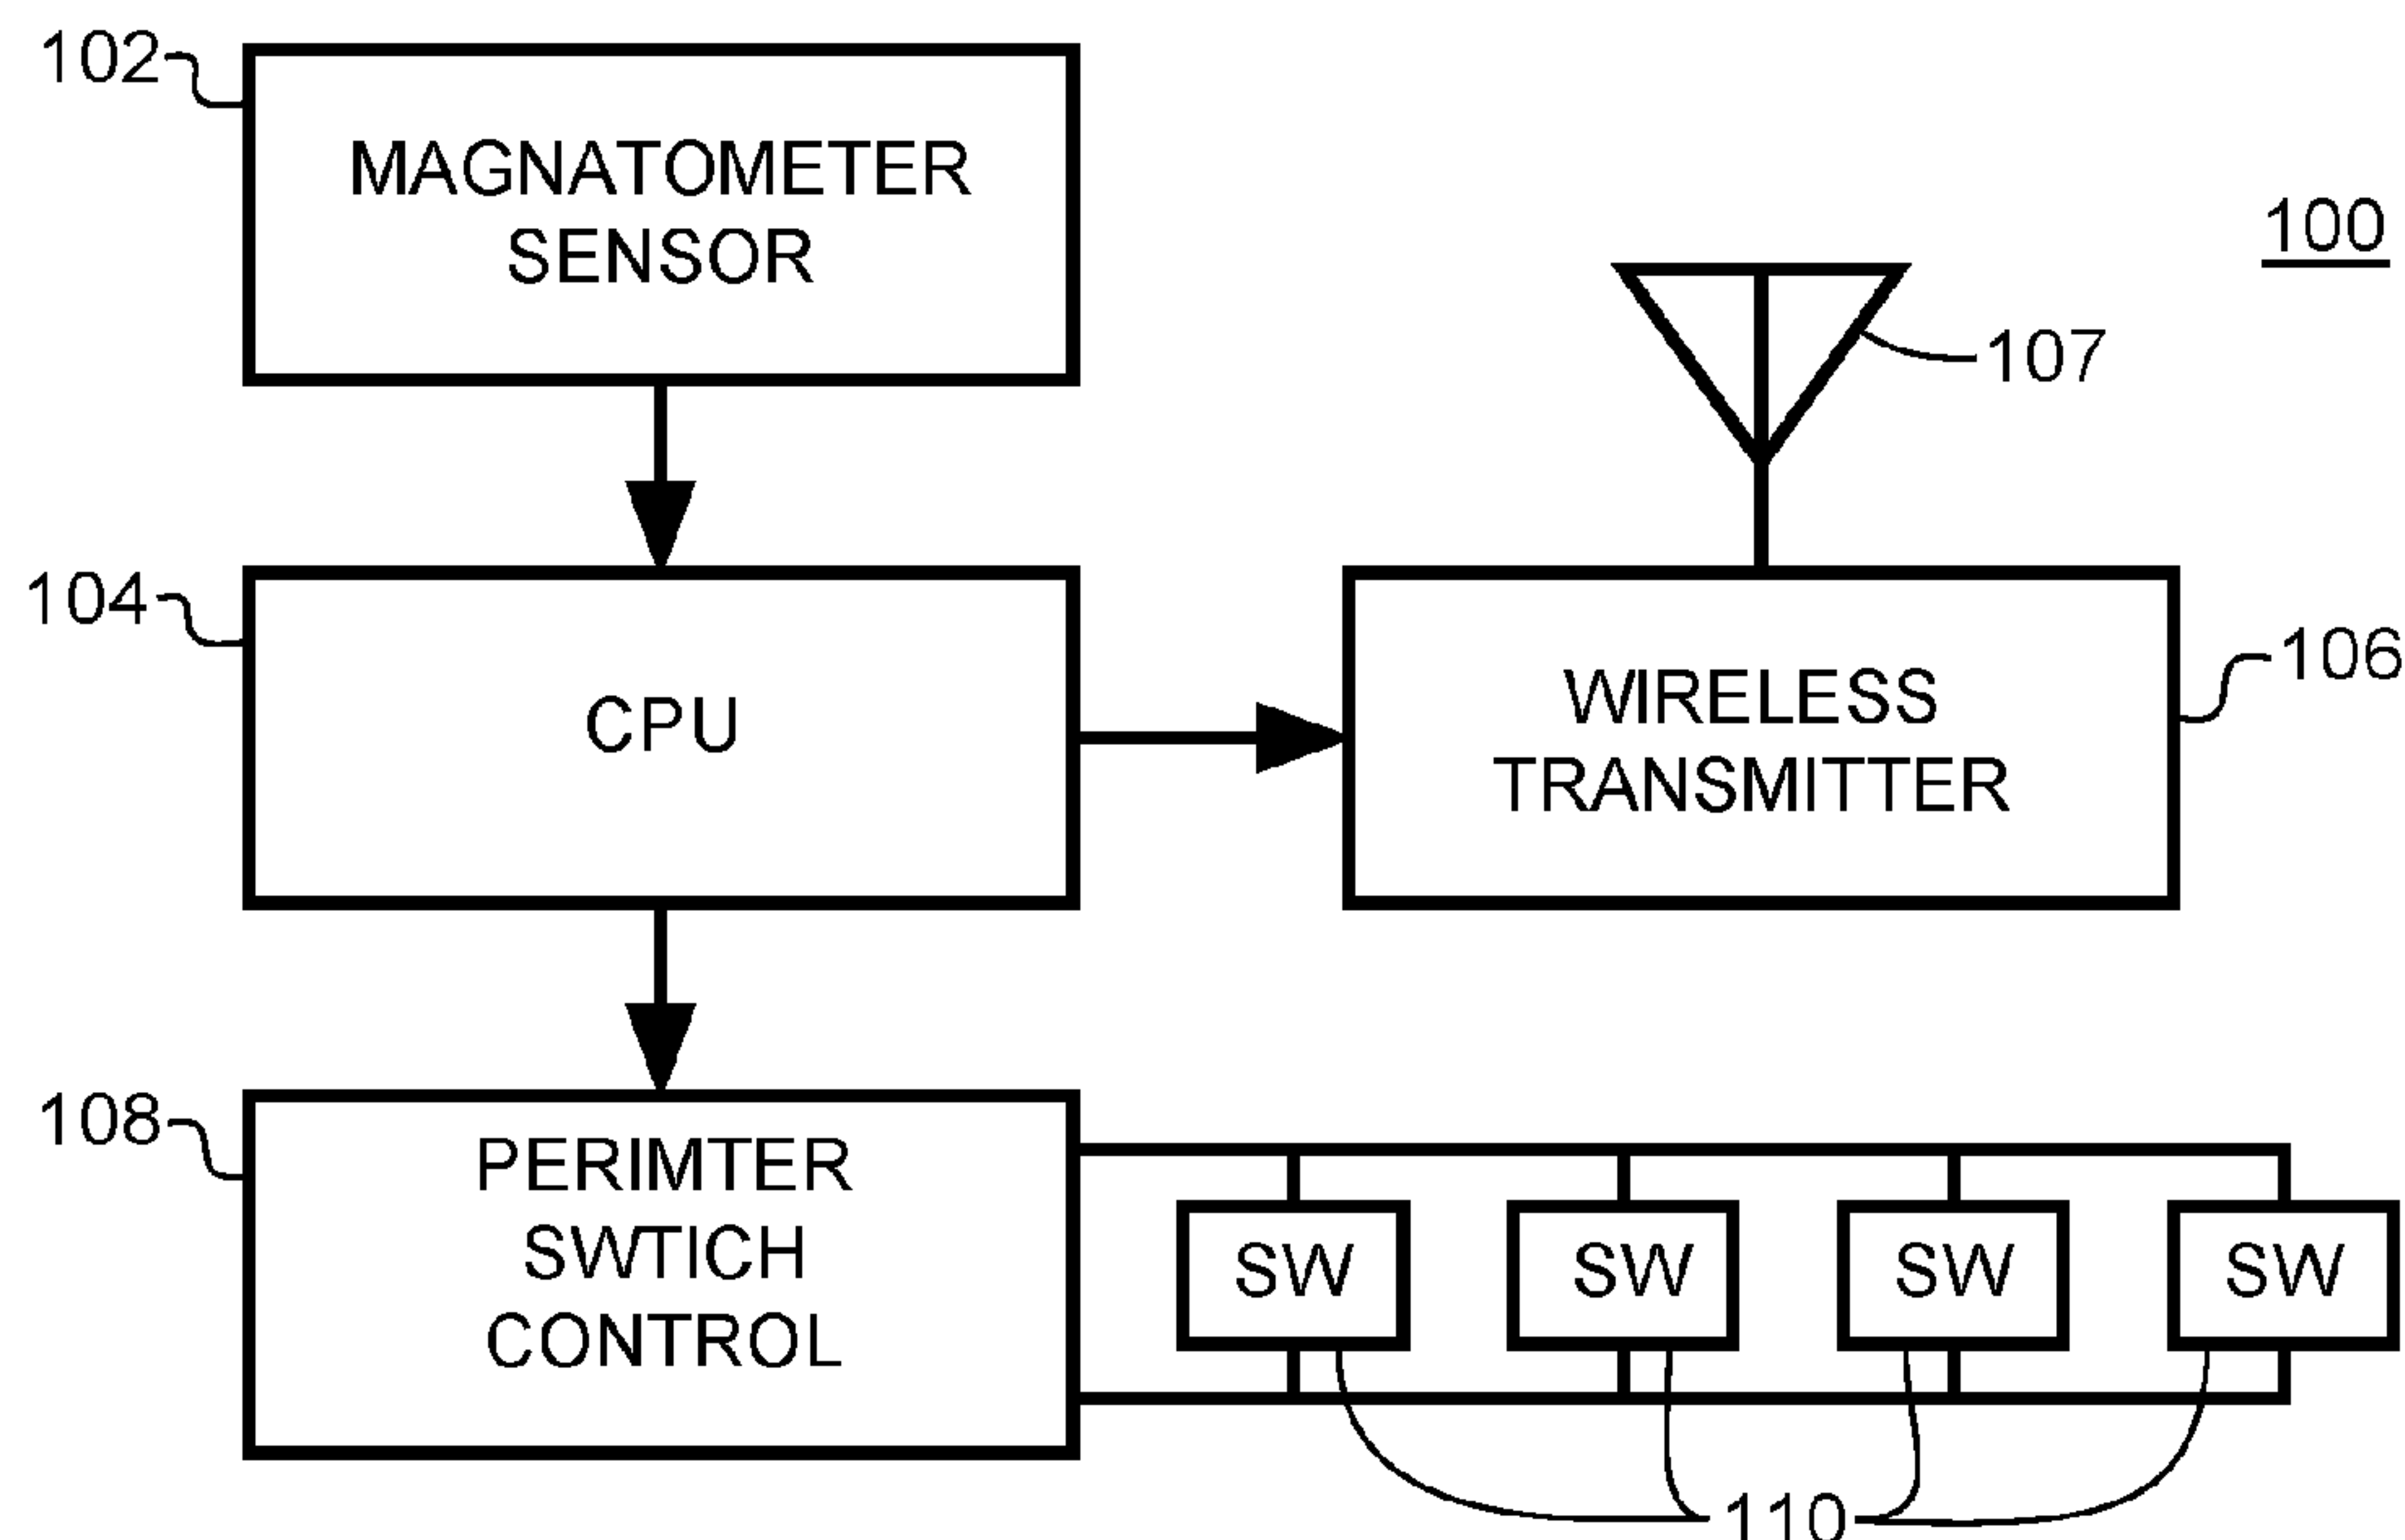 102
MAGNATOMETER
SENSOR
100
107
104
CPU
WIRELESS
TRANSMITTER
106
108
PERIMTER
SWTICH
CONTROL
SW SW SW SW
110